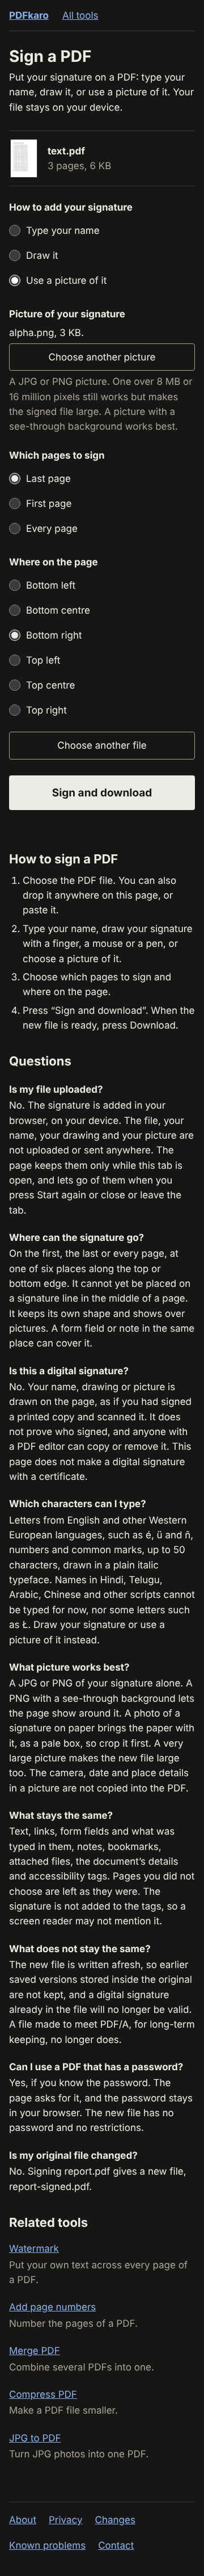 PDFkaro All tools
Sign a PDF
Put your signature on a PDF: type your
name, draw it, or use a picture of it. Your
file stays on your device.
text.pdf
3 pages, 6 KB
How to add your signature
Type your name
Draw it
Use a picture of it
Picture of your signature
alpha.png, 3 KB.
Choose another picture
A JPG or PNG picture. One over 8 MB or
16 million pixels still works but makes
the signed file large. A picture with a
see-through background works best.
Which pages to sign
Last page
First page
Every page
Where on the page
Bottom left
Bottom centre
Bottom right
Top left
Top centre
Top right
Choose another file
Sign and download
How to sign a PDF
1. Choose the PDF file. You can also
drop it anywhere on this page, or
paste it.
2. Type your name, draw your signature
with a finger, a mouse or a pen, or
choose a picture of it.
3. Choose which pages to sign and
where on the page.
4. Press “Sign and download”. When the
new file is ready, press Download.
Questions
Is my file uploaded?
No. The signature is added in your
browser, on your device. The file, your
name, your drawing and your picture are
not uploaded or sent anywhere. The
page keeps them only while this tab is
open, and lets go of them when you
press Start again or close or leave the
tab.
Where can the signature go?
On the first, the last or every page, at
one of six places along the top or
bottom edge. It cannot yet be placed on
a signature line in the middle of a page.
It keeps its own shape and shows over
pictures. A form field or note in the same
place can cover it.
Is this a digital signature?
No. Your name, drawing or picture is
drawn on the page, as if you had signed
a printed copy and scanned it. It does
not prove who signed, and anyone with
a PDF editor can copy or remove it. This
page does not make a digital signature
with a certificate.
Which characters can I type?
Letters from English and other Western
European languages, such as é, ü and ñ,
numbers and common marks, up to 50
characters, drawn in a plain italic
typeface. Names in Hindi, Telugu,
Arabic, Chinese and other scripts cannot
be typed for now, nor some letters such
as Ł. Draw your signature or use a
picture of it instead.
What picture works best?
A JPG or PNG of your signature alone. A
PNG with a see-through background lets
the page show around it. A photo of a
signature on paper brings the paper with
it, as a pale box, so crop it first. A very
large picture makes the new file large
too. The camera, date and place details
in a picture are not copied into the PDF.
What stays the same?
Text, links, form fields and what was
typed in them, notes, bookmarks,
attached files, the document’s details
and accessibility tags. Pages you did not
choose are left as they were. The
signature is not added to the tags, so a
screen reader may not mention it.
What does not stay the same?
The new file is written afresh, so earlier
saved versions stored inside the original
are not kept, and a digital signature
already in the file will no longer be valid.
A file made to meet PDF/A, for long-term
keeping, no longer does.
Can I use a PDF that has a password?
Yes, if you know the password. The
page asks for it, and the password stays
in your browser. The new file has no
password and no restrictions.
Is my original file changed?
No. Signing report.pdf gives a new file,
report-signed.pdf.
Related tools
Watermark
Put your own text across every page of
a PDF.
Add page numbers
Number the pages of a PDF.
Merge PDF
Combine several PDFs into one.
Compress PDF
Make a PDF file smaller.
JPG to PDF
Turn JPG photos into one PDF.
About Privacy Changes
Known problems Contact